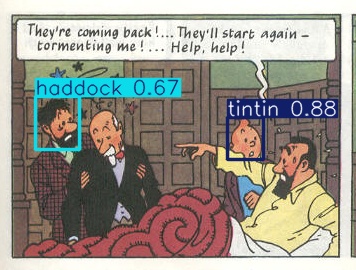 They're coming back!... They'll start again –
tormenting me!... Help, help!
haddock 0.67
tintin 0.88